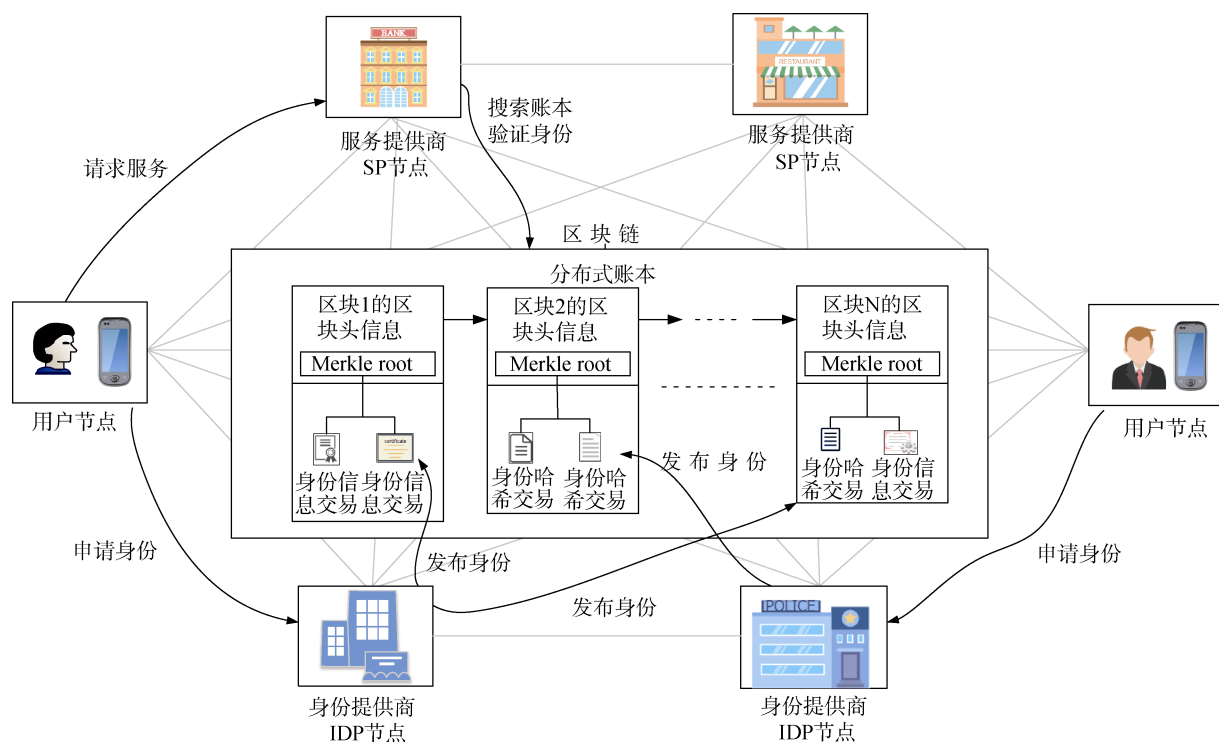 BANK
RESTAURANT
搜索账本
验证身份
服务提供商
SP节点
服务提供商
SP节点
请求服务
区块链
分布式账本
区块1的区
块头信息
Merkle root
区块2的区
块头信息
Merkle root
区块N的区
块头信息
Merkle root
用户节点
用户节点
certificate
身份信
息交易
身份信
息交易
身份哈
希交易
身份哈
希交易
发布身份
身份哈
希交易
身份信
息交易
申请身份
发布身份
发布身份
申请身份
POLICE
身份提供商
IDP节点
身份提供商
IDP节点